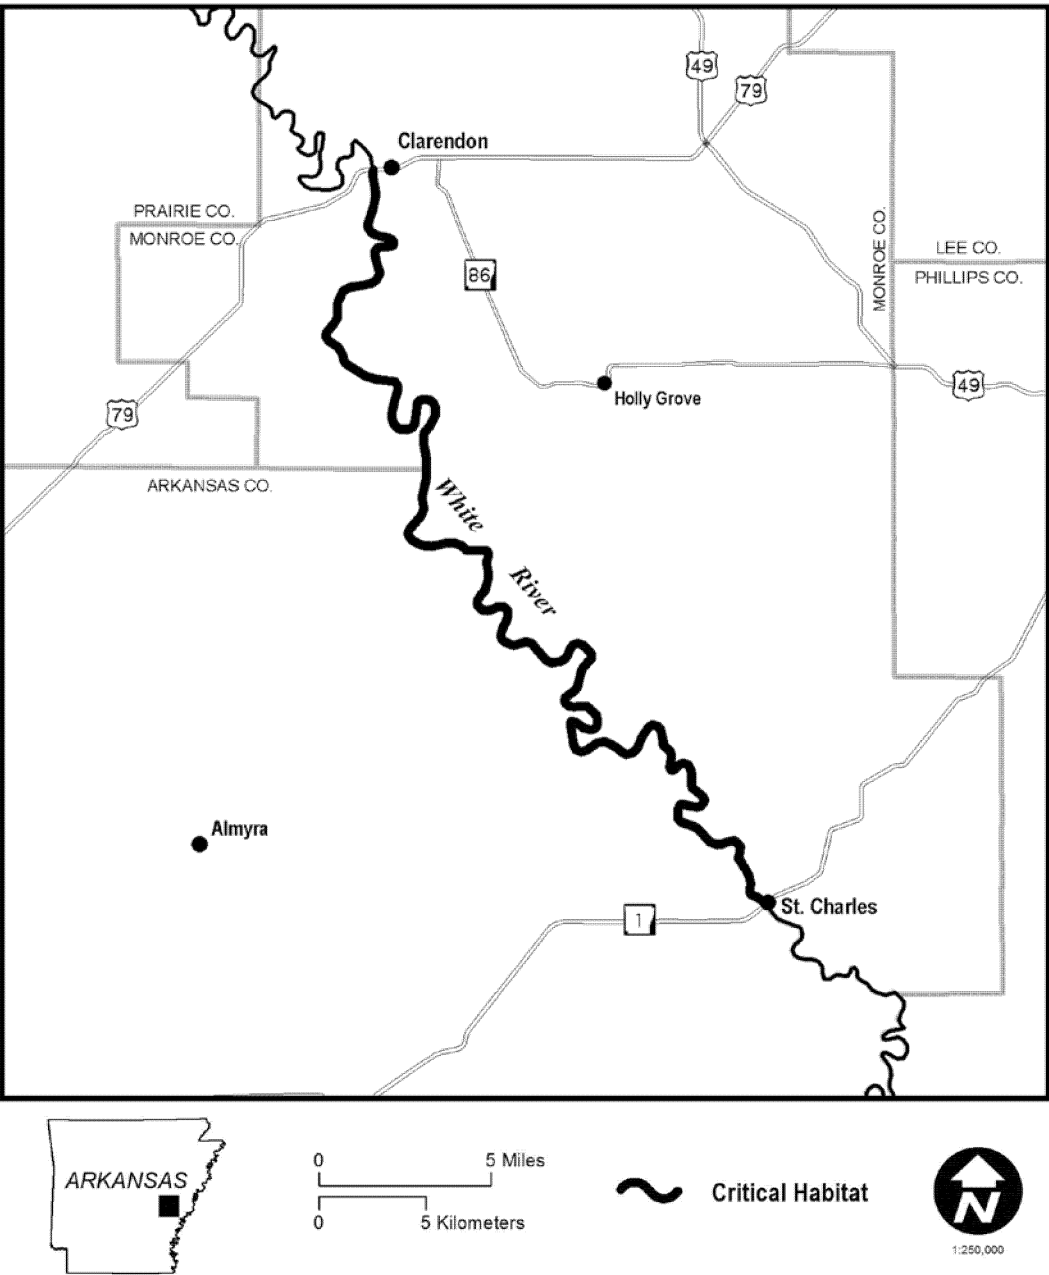 49
79
Clarendon
PRAIRIE CO.
MONROE CO.
MONROE CO.
LEE CO.
PHILLIPS CO.
86
49
Holly Grove
79
ARKANSAS CO.
White
River
Almyra
St. Charles
1
ARKANSAS
0 5 Miles
0 5 Kilometers
Critical Habitat
N
1:250,000